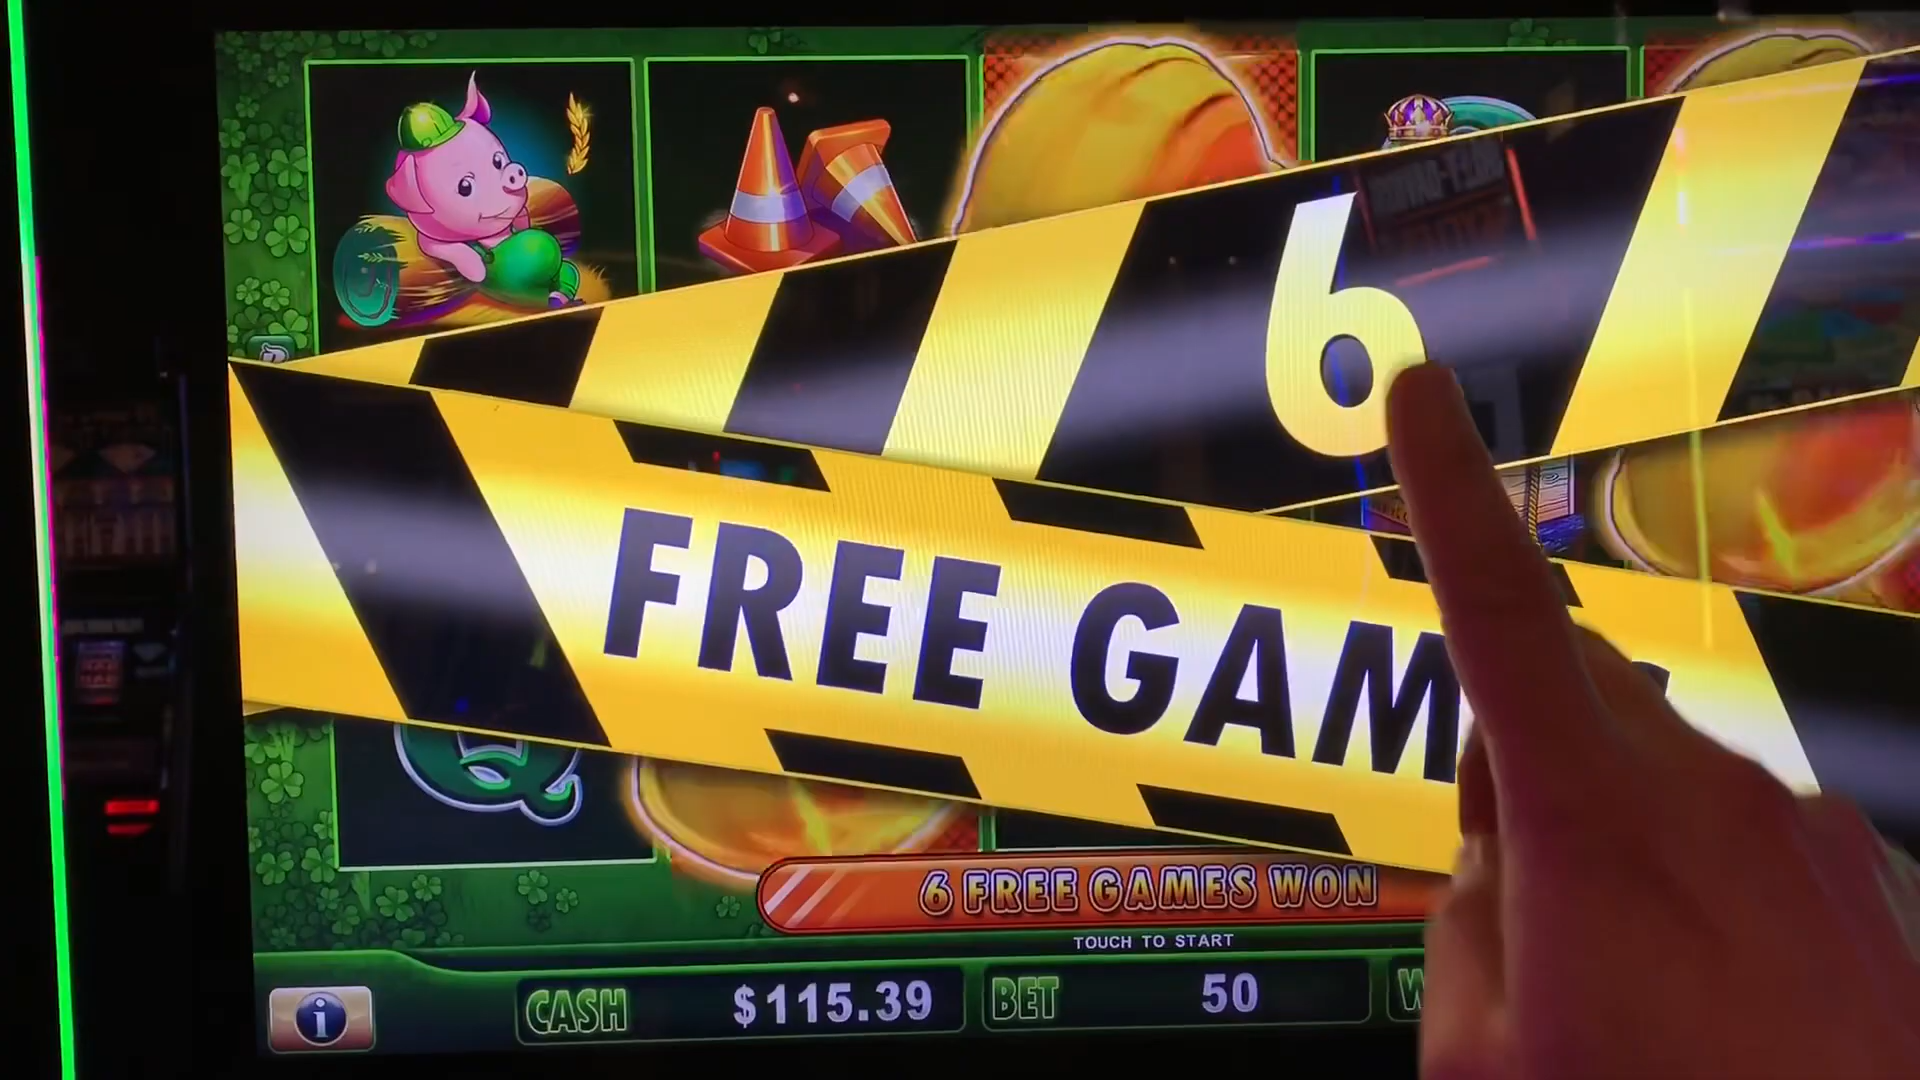 6
FREE GAM
Q
6 FREE GAMES WON
TOUCH TO START
CASH $115.39 BET 50 W